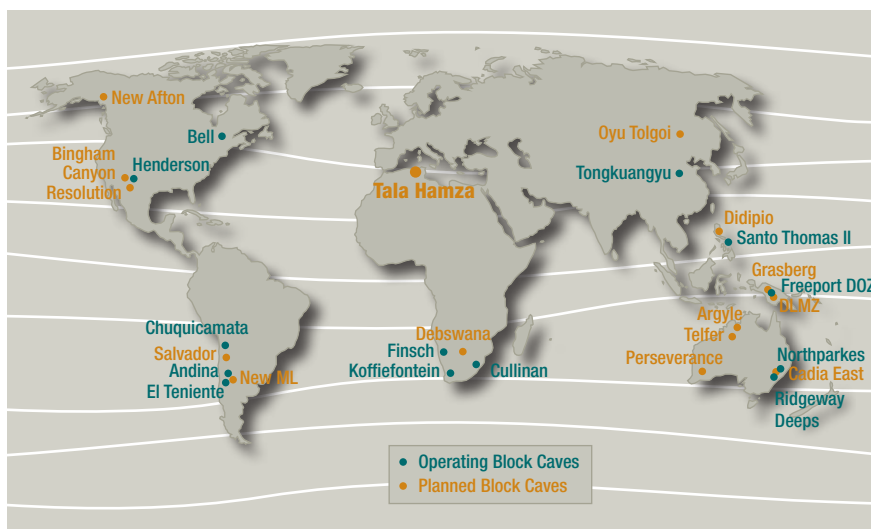 New Afton
Bell
Oyu Tolgoi
Bingham
Canyon
Henderson
Resolution
Tongkuangyu
Tala Hamza
Didipio
Santo Thomas II
Grasberg
Freeport DOZ
DLMZ
Chuquicamata
Argyle
Telfer
Salvador
Debswana
Finsch
Perseverance
Northparkes
Andina
New ML
Koffiefontein
Cullinan
Cadia East
El Teniente
Ridgeway
Deeps
Operating Block Caves
Planned Block Caves